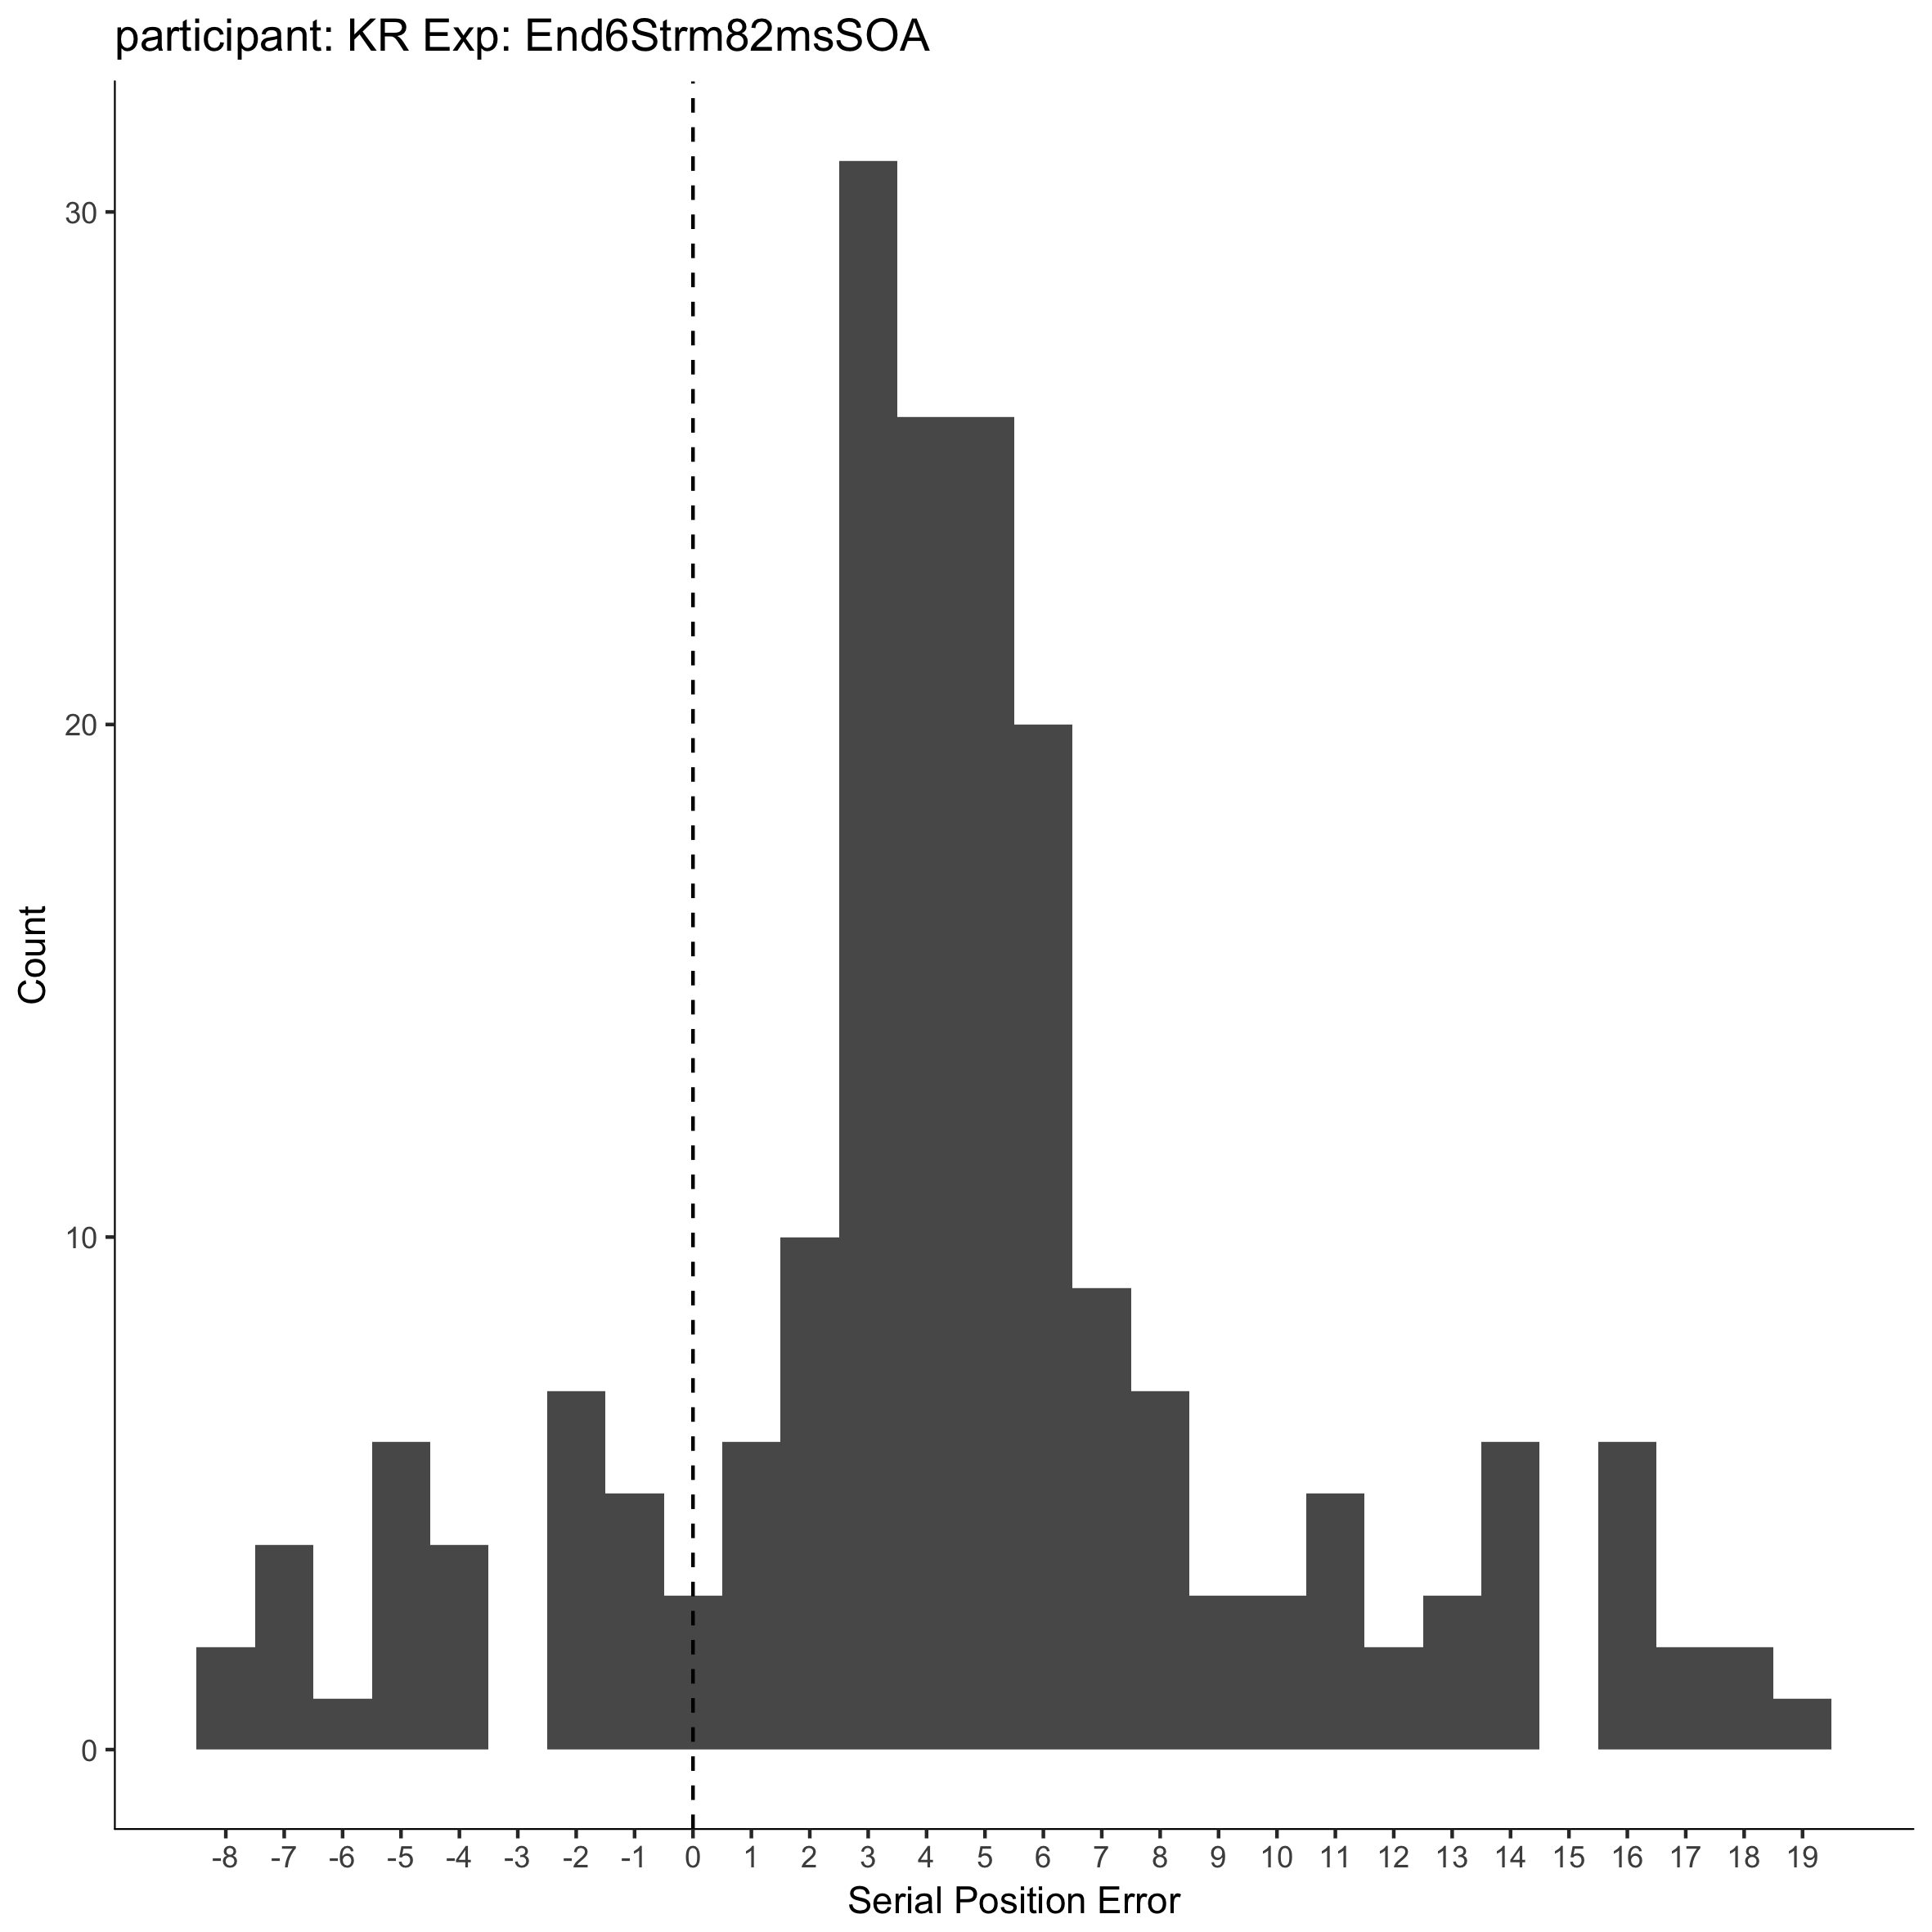 participant: KR Exp: End6Strm82msSOA
30
20
10
0
Count
-8 -7 -6 -5 -4 -3 -2 -1 0 1 2 3 4 5 6 7 8 9 10 11 12 13 14 15 16 17 18 19
Serial Position Error